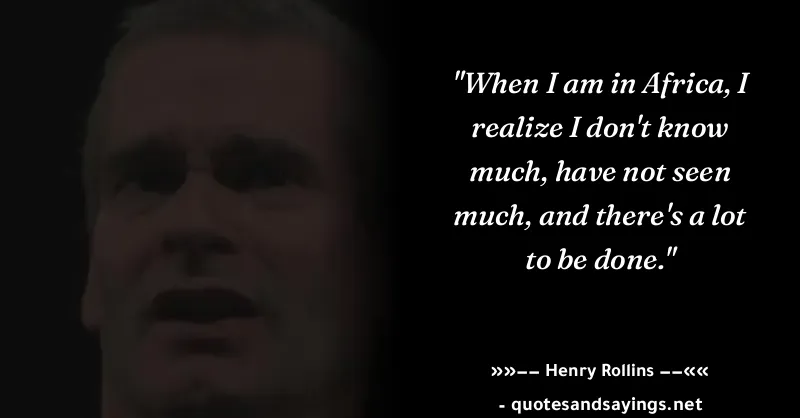 "When I am in Africa, I
realize I don't know
much, have not seen
much, and there's a lot
to be done."
»»–– Henry Rollins ––««
- quotesandsayings.net